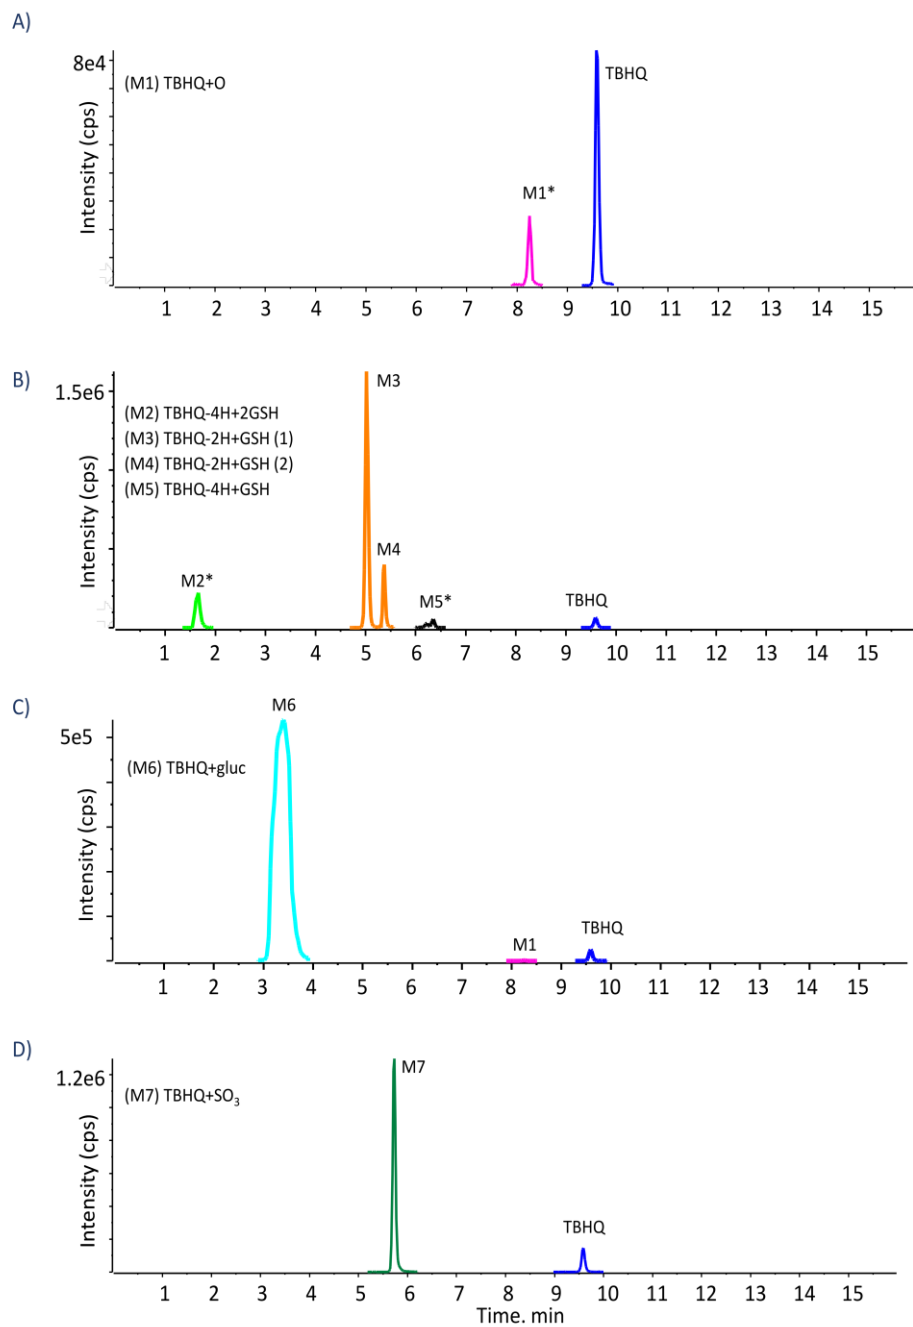 A)
8e4
(M1) TBHQ+O
TBHQ
M1*
Intensity (cps)
1 2 3 4 5 6 7 8 9 10 11 12 13 14 15
B)
1.5e6
M3
(M2) TBHQ-4H+2GSH
(M3) TBHQ-2H+GSH (1)
(M4) TBHQ-2H+GSH (2)
(M5) TBHQ-4H+GSH
M4
M2*
M5*
TBHQ
Intensity (cps)
1 2 3 4 5 6 7 8 9 10 11 12 13 14 15
C)
M6
5e5
(M6) TBHQ+gluc
M1
TBHQ
Intensity (cps)
1 2 3 4 5 6 7 8 9 10 11 12 13 14 15
D)
1.2e6
M7
(M7) TBHQ+SO₃
TBHQ
Intensity (cps)
1 2 3 4 5 6 7 8 9 10 11 12 13 14 15
Time. min